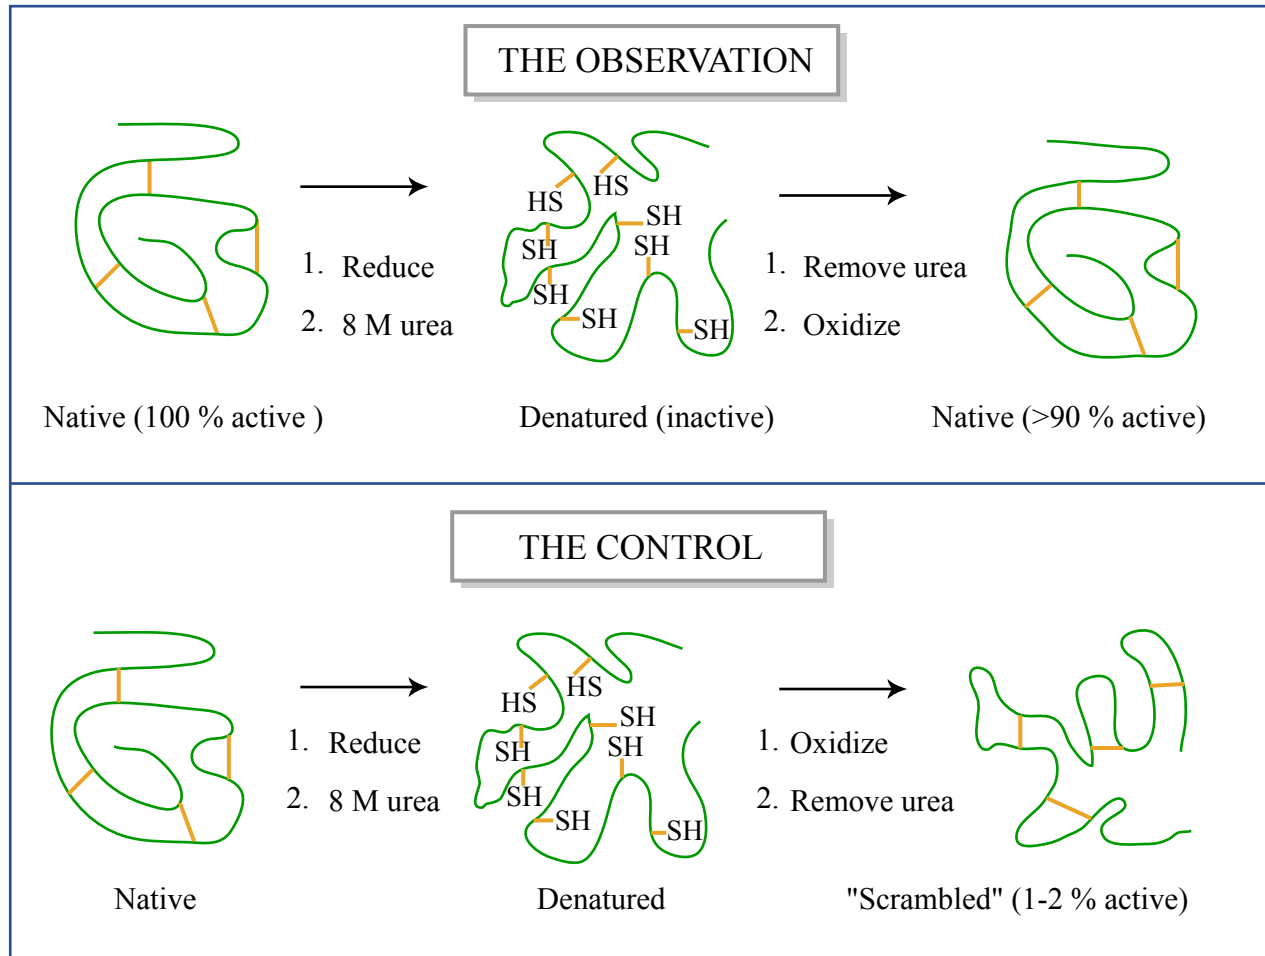 THE OBSERVATION
HS
HS
SH
SH
SH
SH
SH
SH
1. Reduce
2. 8 M urea
1. Remove urea
2. Oxidize
Native (100 % active )
Denatured (inactive)
Native (>90 % active)
THE CONTROL
HS
HS
SH
SH
SH
SH
SH
SH
1. Reduce
2. 8 M urea
1. Oxidize
2. Remove urea
Native
Denatured
"Scrambled" (1-2 % active)